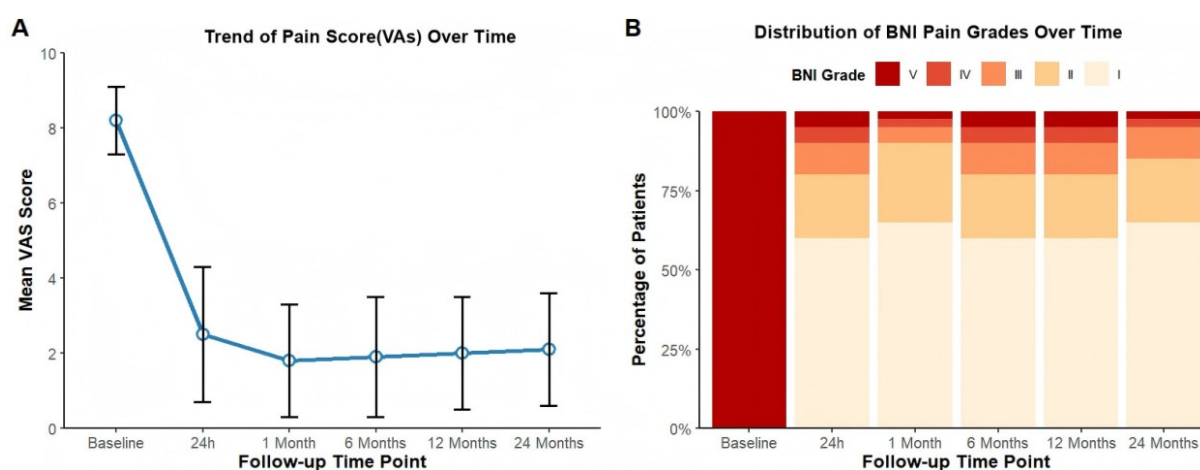 A
Trend of Pain Score(VAs) Over Time
Mean VAS Score
10
8
6
4
2
0
Baseline 24h 1 Month 6 Months 12 Months 24 Months
Follow-up Time Point
B
Distribution of BNI Pain Grades Over Time
BNI Grade V IV III II I
Percentage of Patients
100%
75%
50%
25%
0%
Baseline 24h 1 Month 6 Months 12 Months 24 Months
Follow-up Time Point